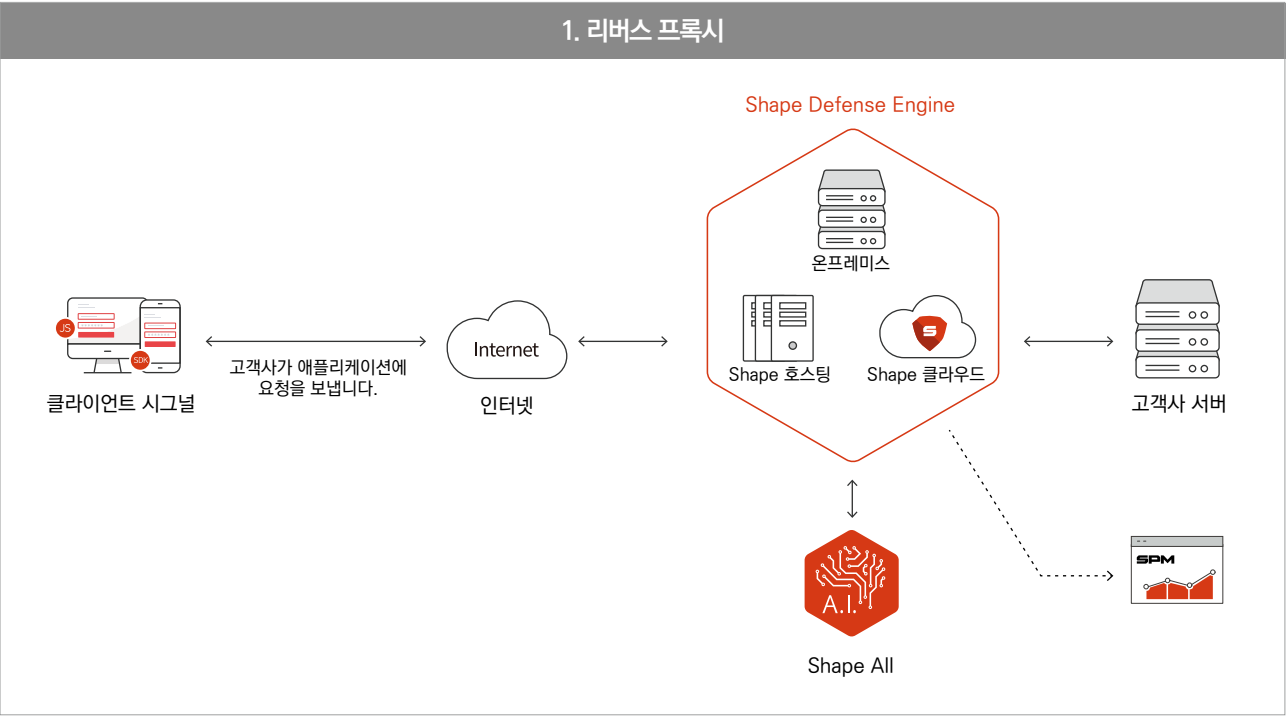 1. 리버스 프록시
Shape Defense Engine
온프레미스
JS
SDK
고객사가 애플리케이션에
요청을 보냅니다.
Internet
Shape 호스팅
S
Shape 클라우드
클라이언트 시그널
인터넷
고객사 서버
SPM
A.I.
Shape All